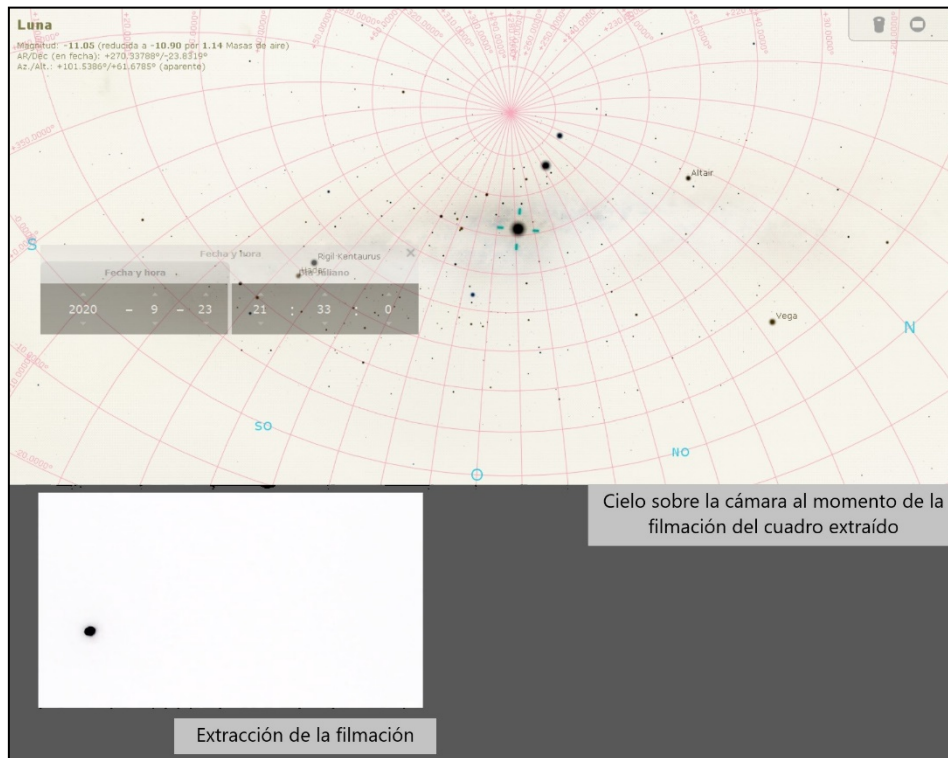 Luna
Magnitud: -11.05 (reducida a -10.90 por 1.14 Masas de aire)
AR/Dec (en fecha): +270.33788°/-23.8319°
Az./Alt.: +101.5386°/+61.6785° (aparente)
Altair
S
Fecha y hora
Rigil Kentaurus
Fecha y hora
Día Juliano
2020 - 9 - 23
21 : 33 : 0
Vega
N
SO
NO
O
Cielo sobre la cámara al momento de la
filmación del cuadro extraído
Extracción de la filmación